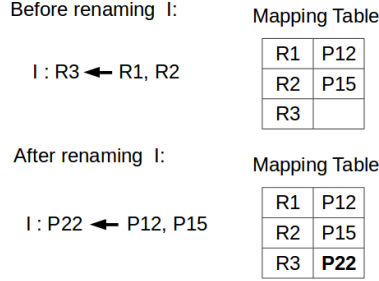 Before renaming I:
Mapping Table
I : R3 ← R1, R2
R1 P12
R2 P15
R3
After renaming I:
Mapping Table
I : P22 ← P12, P15
R1 P12
R2 P15
R3 P22